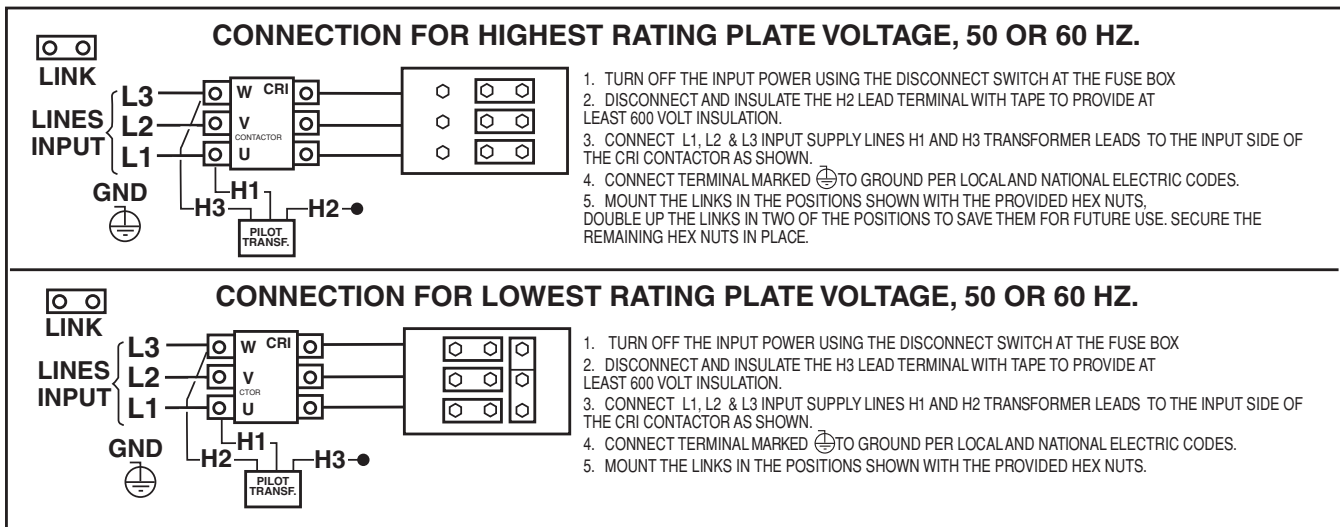 CONNECTION FOR HIGHEST RATING PLATE VOLTAGE, 50 OR 60 HZ.
LINK
LINES
INPUT
L3
L2
L1
GND
W CRI
V
CONTACTOR
U
H1
H3
H2
PILOT
TRANSF.
1. TURN OFF THE INPUT POWER USING THE DISCONNECT SWITCH AT THE FUSE BOX
2. DISCONNECT AND INSULATE THE H2 LEAD TERMINAL WITH TAPE TO PROVIDE AT
LEAST 600 VOLT INSULATION.
3. CONNECT L1, L2 & L3 INPUT SUPPLY LINES H1 AND H3 TRANSFORMER LEADS TO THE INPUT SIDE OF
THE CRI CONTACTOR AS SHOWN.
4. CONNECT TERMINAL MARKED TO GROUND PER LOCAL AND NATIONAL ELECTRIC CODES.
5. MOUNT THE LINKS IN THE POSITIONS SHOWN WITH THE PROVIDED HEX NUTS,
DOUBLE UP THE LINKS IN TWO OF THE POSITIONS TO SAVE THEM FOR FUTURE USE. SECURE THE
REMAINING HEX NUTS IN PLACE.
CONNECTION FOR LOWEST RATING PLATE VOLTAGE, 50 OR 60 HZ.
LINK
LINES
INPUT
L3
L2
L1
GND
W CRI
V
CTOR
U
H1
H2
H3
PILOT
TRANSF.
1. TURN OFF THE INPUT POWER USING THE DISCONNECT SWITCH AT THE FUSE BOX
2. DISCONNECT AND INSULATE THE H3 LEAD TERMINAL WITH TAPE TO PROVIDE AT
LEAST 600 VOLT INSULATION.
3. CONNECT L1, L2 & L3 INPUT SUPPLY LINES H1 AND H2 TRANSFORMER LEADS TO THE INPUT SIDE OF
THE CRI CONTACTOR AS SHOWN.
4. CONNECT TERMINAL MARKED TO GROUND PER LOCAL AND NATIONAL ELECTRIC CODES.
5. MOUNT THE LINKS IN THE POSITIONS SHOWN WITH THE PROVIDED HEX NUTS.